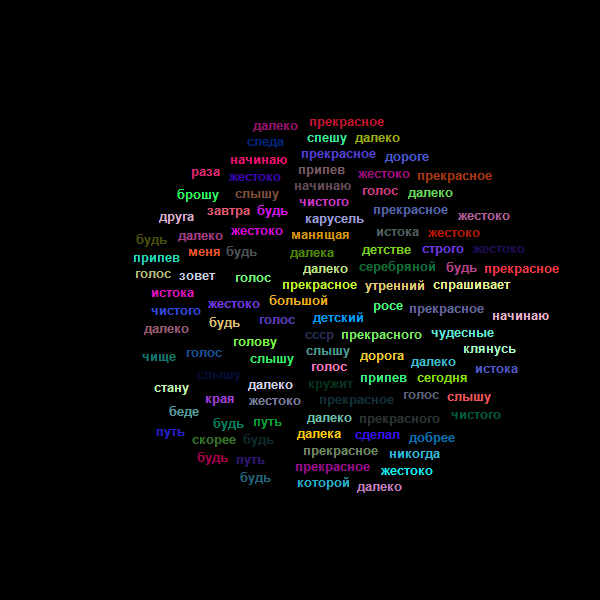 далеко прекрасное
следа спешу далеко
начинаю прекрасное дороге
раза жестоко припев жестоко прекрасное
брошу слышу начинаю голос далеко
друга завтра будь чистого карусель прекрасное жестоко
будь далеко жестоко манящая истока жестоко
припев меня будь далека детстве строго жестоко
голос зовет голос далеко серебряной будь прекрасное
истока прекрасное утренний спрашивает
чистого жестоко большой росе прекрасное начинаю
далеко будь голос детский
голову ссср прекрасного чудесные
чище голос слышу слышу дорога далеко клянусь
слышу голос истока
стану далеко кружит припев сегодня
края жестоко прекрасное голос слышу
беде будь путь далеко прекрасного чистого
путь скорее будь далека сделал добрее
будь путь прекрасное никогда
будь прекрасное жестоко
которой далеко